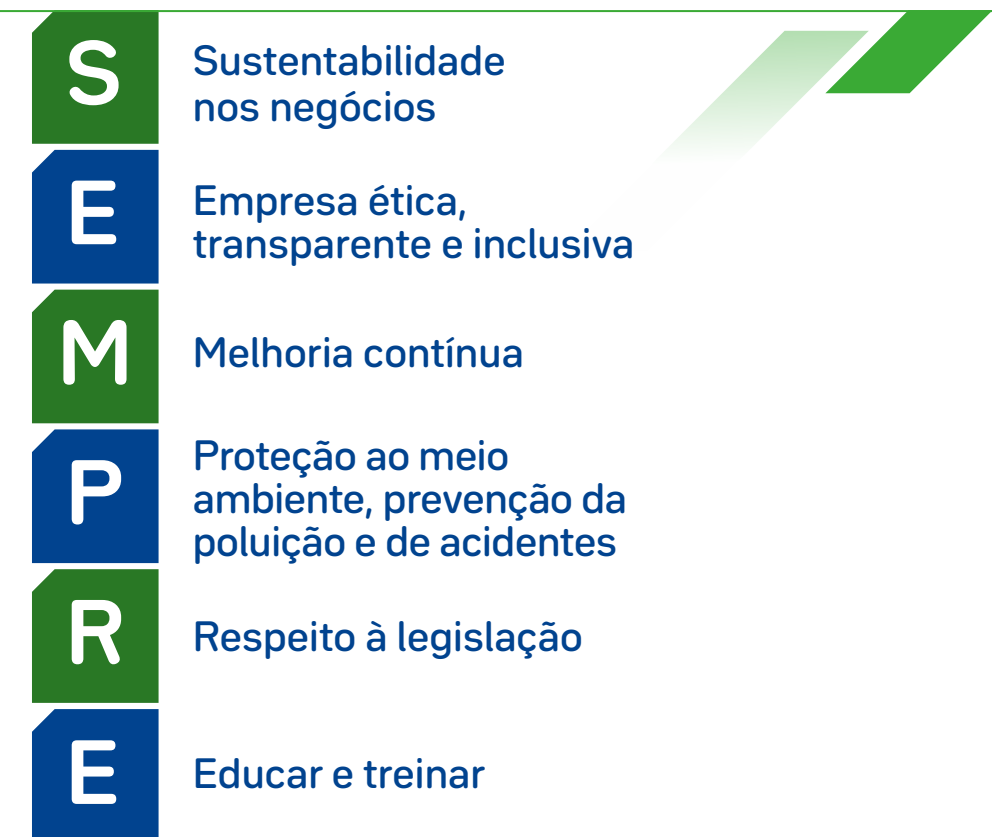 S
Sustentabilidade
nos negócios
E
Empresa ética,
transparente e inclusiva
M
Melhoria contínua
P
Proteção ao meio
ambiente, prevenção da
poluição e de acidentes
R
Respeito à legislação
E
Educar e treinar